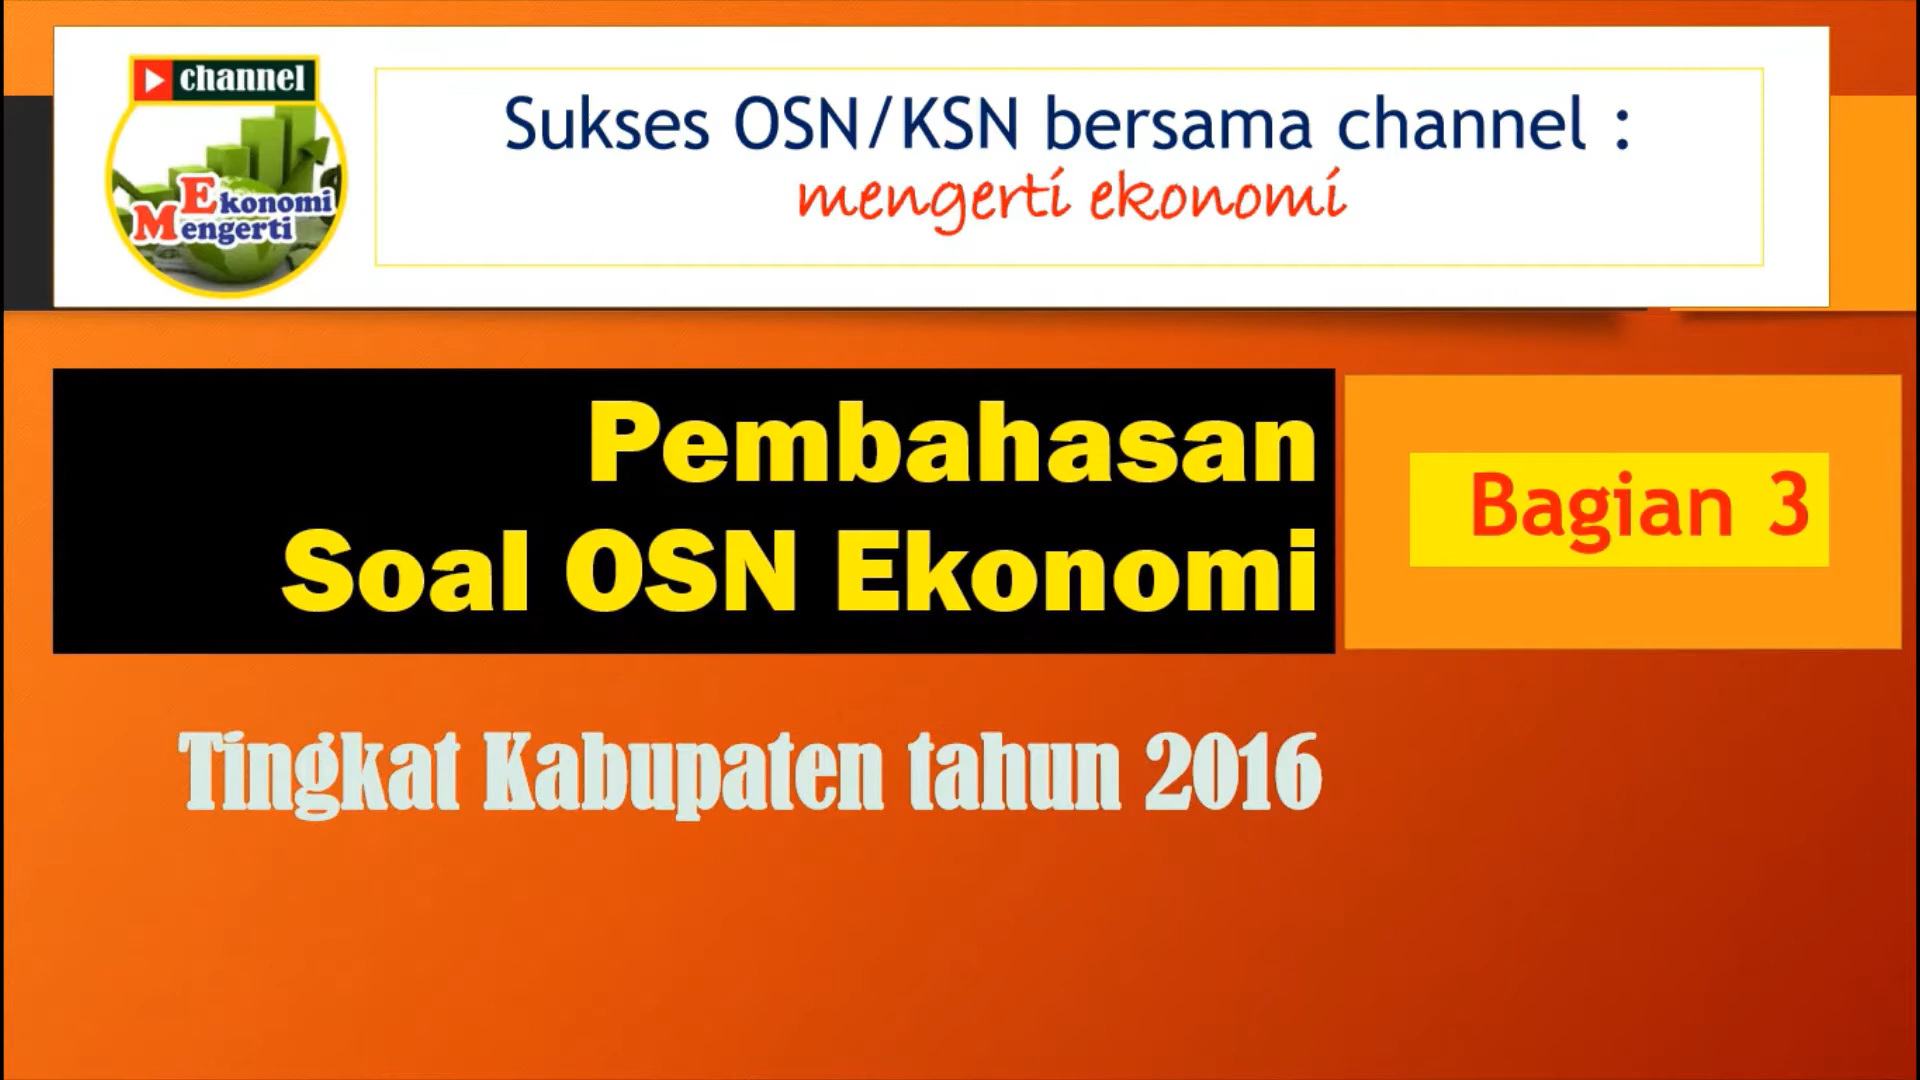 channel
Ekonomi
Mengerti
Sukses OSN/KSN bersama channel :
mengerti ekonomi
Pembahasan
Soal OSN Ekonomi
Bagian 3
Tingkat Kabupaten tahun 2016